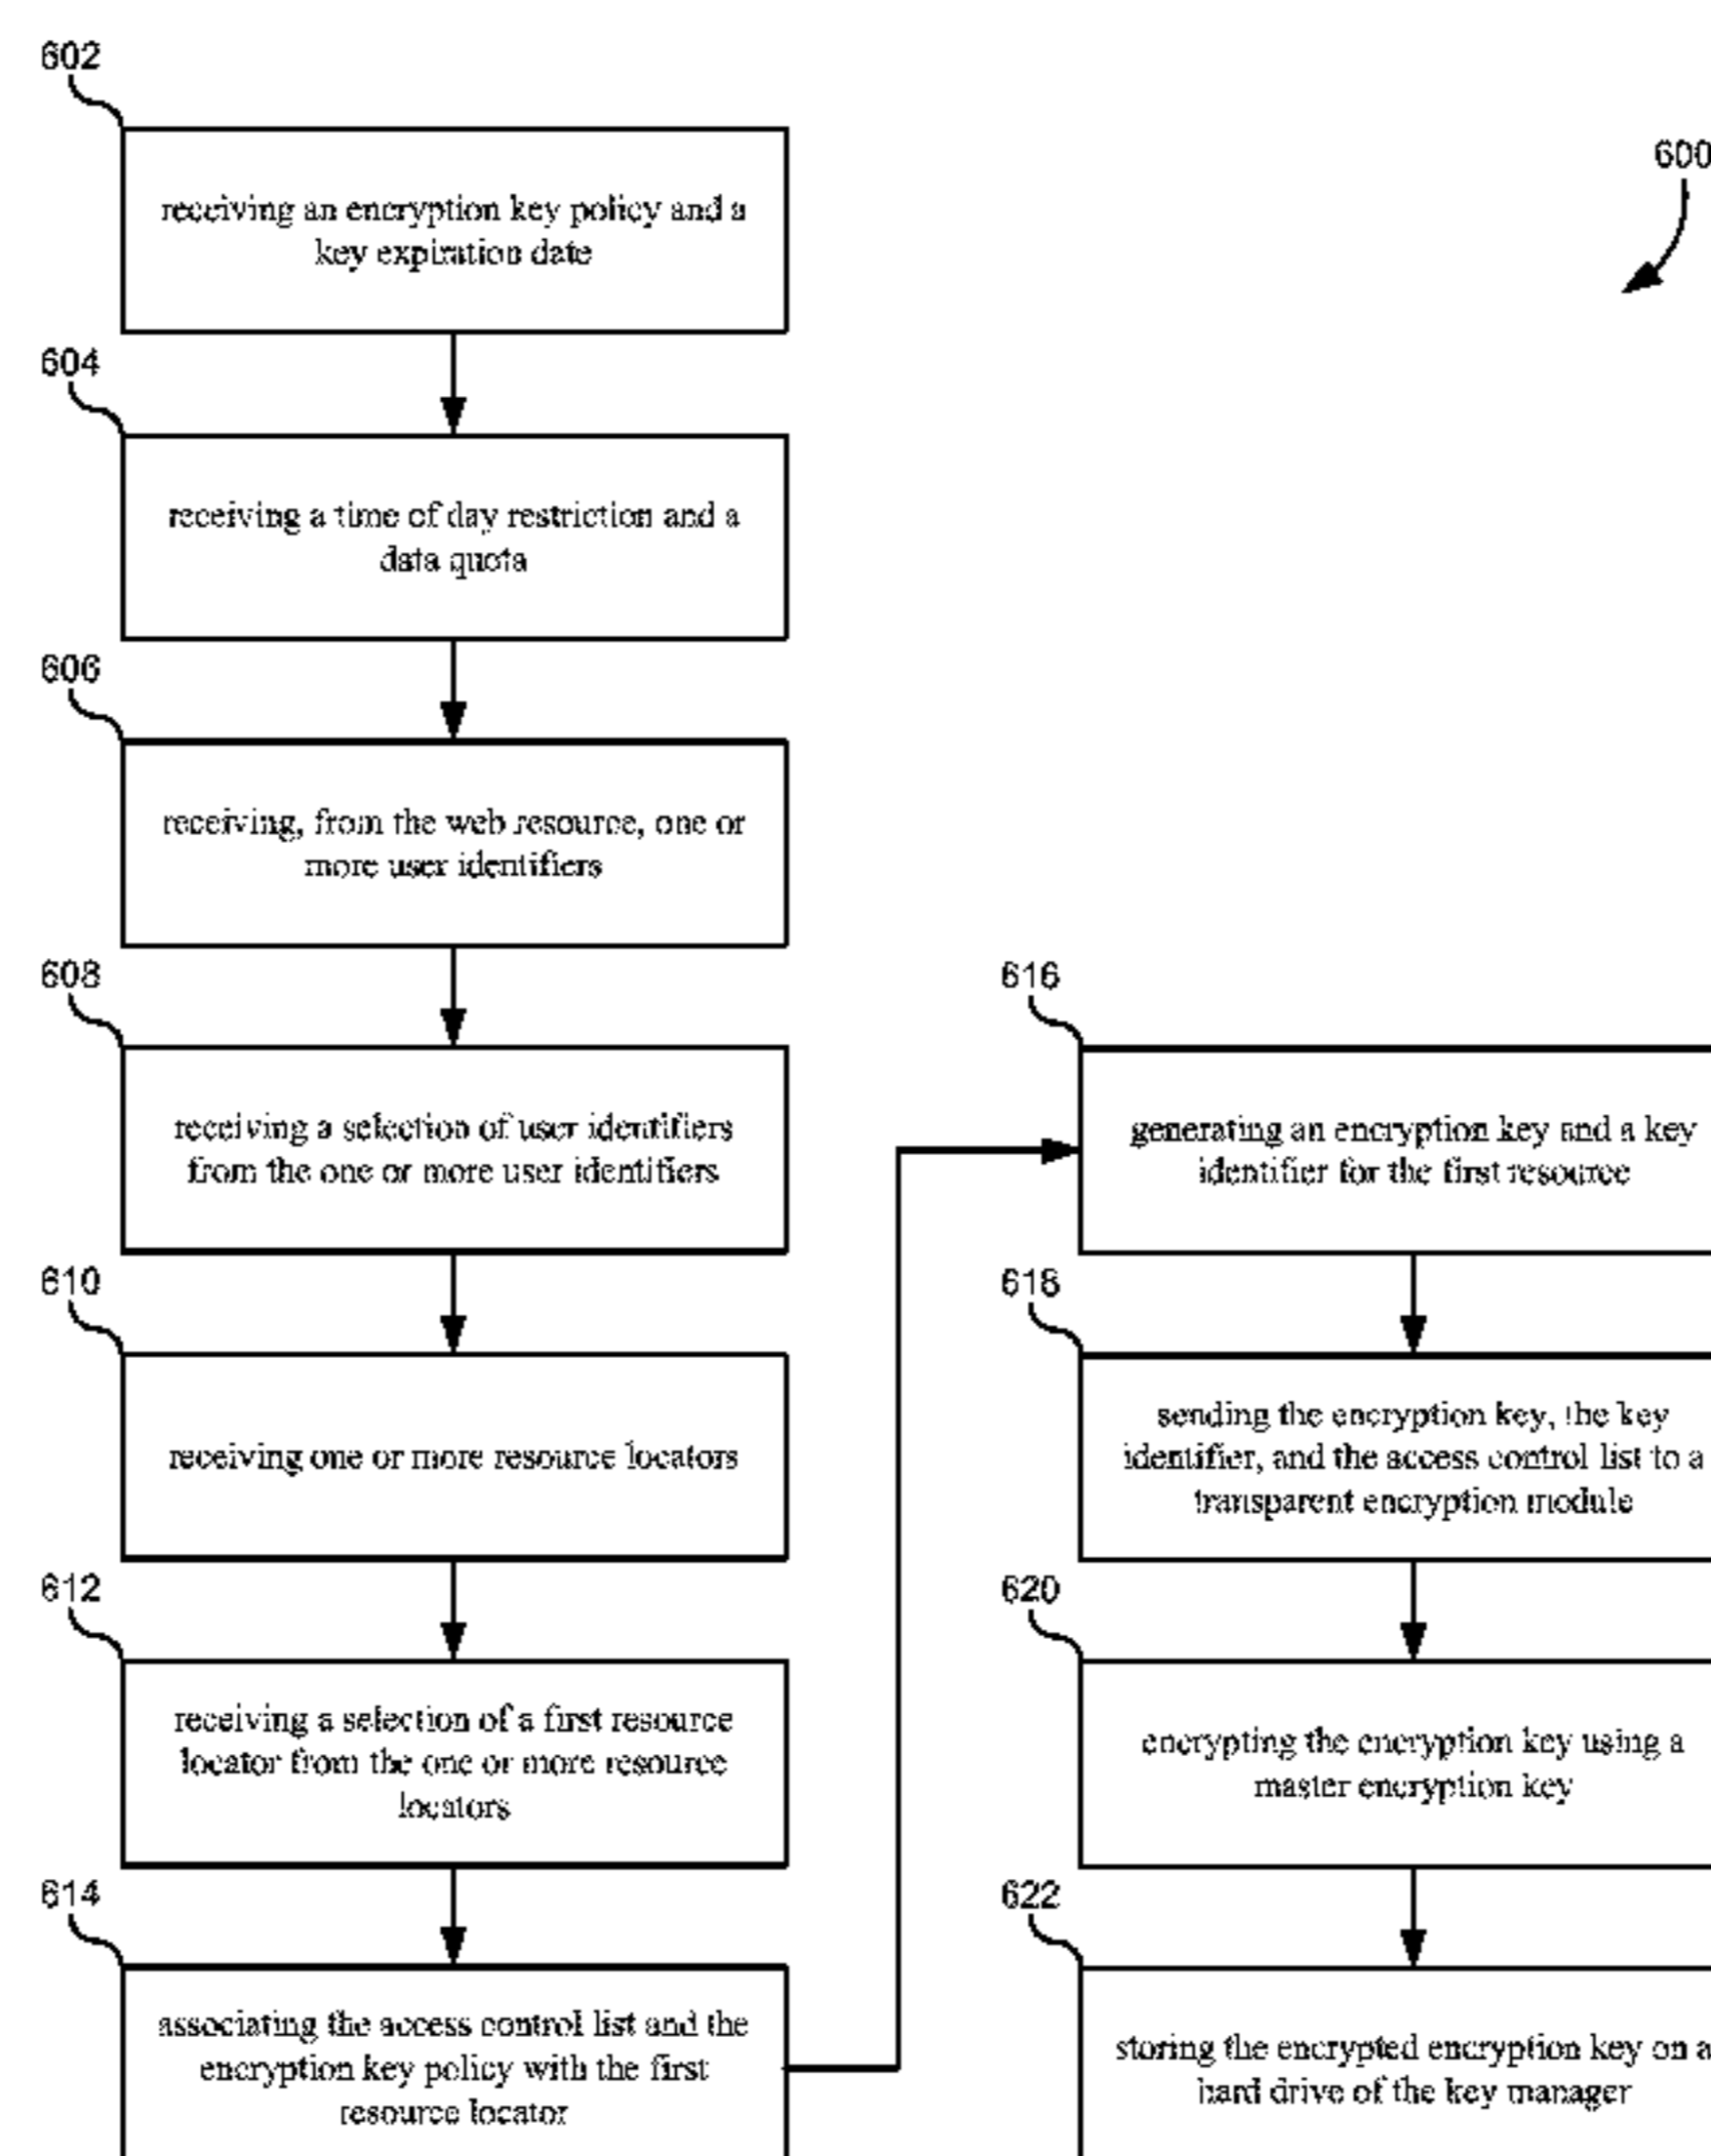 602
receiving an encryption key policy and a
key expiration date
600
604
receiving a time of day restriction and a
data quota
606
receiving, from the web resource, one or
more user identifiers
608
receiving a selection of user identifiers
from the one or more user identifiers
610
receiving one or more resource locators
612
receiving a selection of a first resource
locator from the one or more resource
locators
614
associating the access control list and the
encryption key policy with the first
resource locator
616
generating an encryption key and a key
identifier for the first resource
618
sending the encryption key, the key
identifier, and the access control list to a
transparent encryption module
620
encrypting the encryption key using a
master encryption key
622
storing the encrypted encryption key on a
hard drive of the key manager